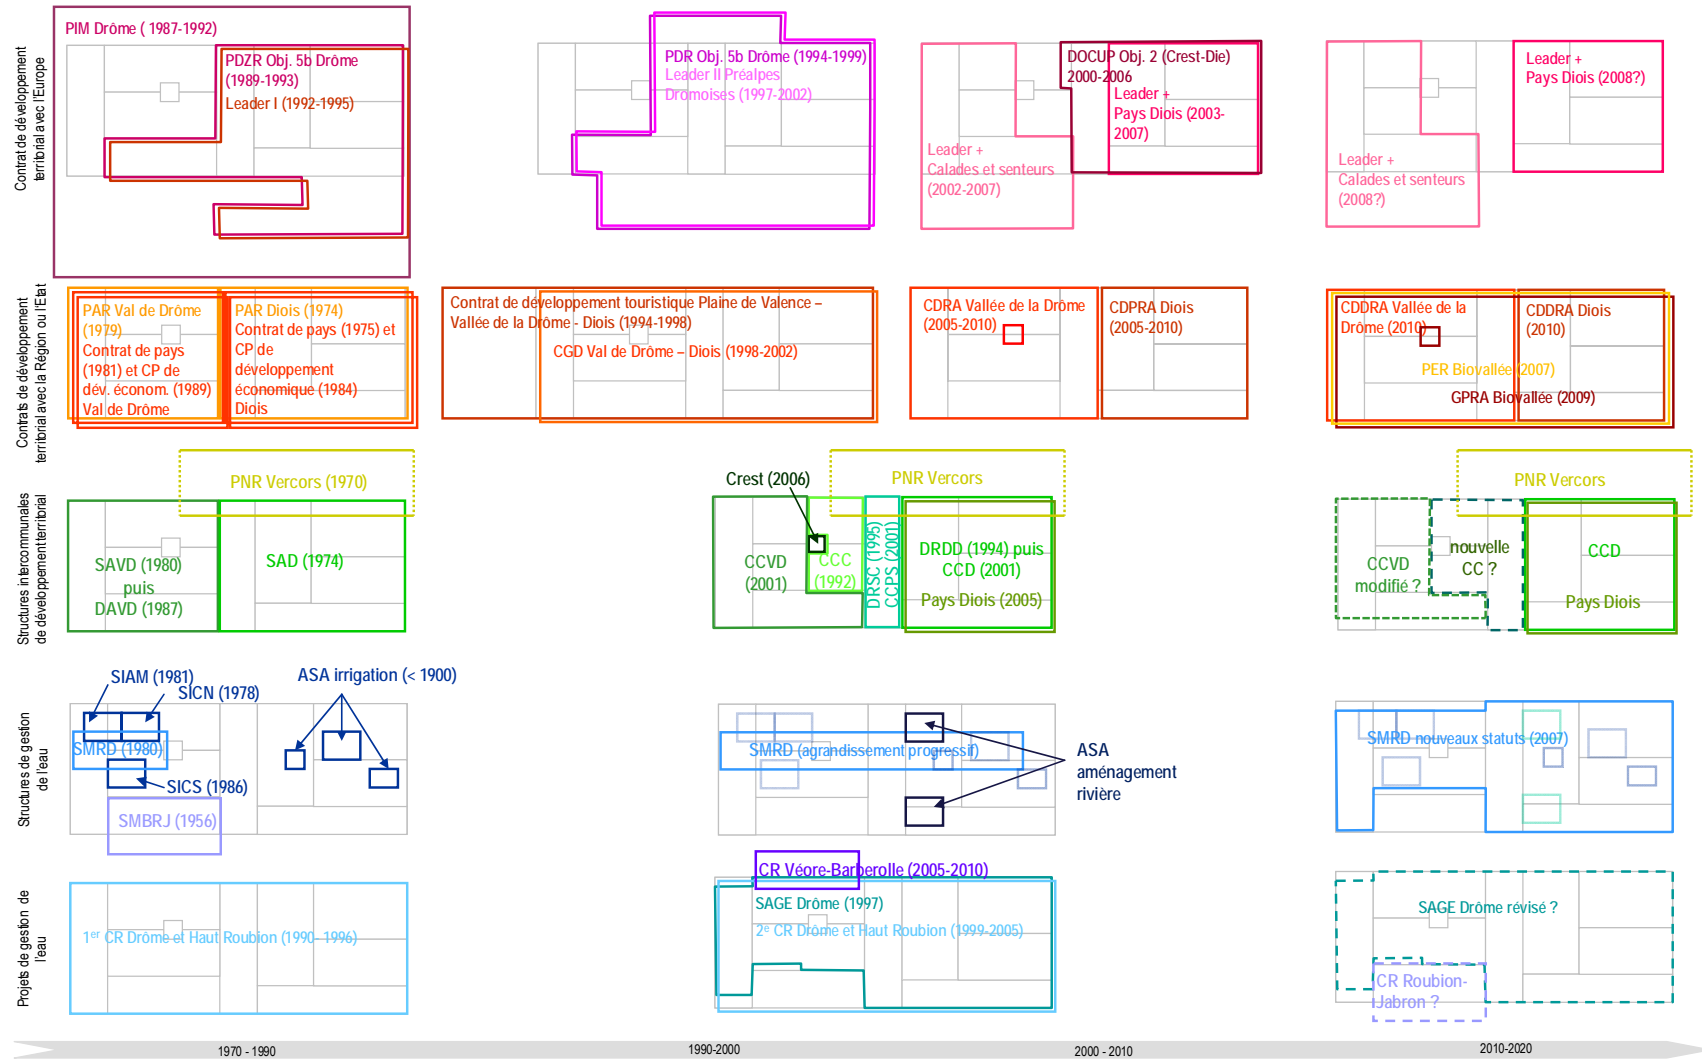 Contrat de développement
territorial avec l'Europe
PIM Drôme ( 1987-1992)
PDZR Obj. 5b Drôme
(1989-1993)
Leader I (1992-1995)
PDR Obj. 5b Drôme (1994-1999)
Leader II Préalpes
Drômoises (1997-2002)
DOCUP Obj. 2 (Crest-Die)
2000-2006
Leader +
Pays Diois (2003-
2007)
Leader +
Calades et senteurs
(2002-2007)
Leader +
Pays Diois (2008?)
Leader +
Calades et senteurs
(2008?)
Contrats de développement
territorial avec la Région ou l'Etat
PAR Val de Drôme
(1979)
Contrat de pays
(1981) et CP de
dév. économ. (1989)
Val de Drôme
PAR Diois (1974)
Contrat de pays (1975) et
CP de
développement
économique (1984)
Diois
Contrat de développement touristique Plaine de Valence –
Vallée de la Drôme - Diois (1994-1998)
CGD Val de Drôme – Diois (1998-2002)
CDRA Vallée de la Drôme
(2005-2010)
CDPRA Diois
(2005-2010)
CDDRA Vallée de la
Drôme (2010)
CDDRA Diois
(2010)
PER Biovallée (2007)
GPRA Biovallée (2009)
Structures intercommunales
de développement territorial
PNR Vercors (1970)
SAVD (1980)
puis
DAVD (1987)
SAD (1974)
Crest (2006)
PNR Vercors
CCVD
(2001)
CCC
(1992)
DRSC (1995)
CCPS (2001)
DRDD (1994) puis
CCD (2001)
Pays Diois (2005)
PNR Vercors
CCVD
modifié ?
nouvelle
CC ?
CCD
Pays Diois
Structures de gestion
de l'eau
SIAM (1981)
SICN (1978)
ASA irrigation (< 1900)
SMRD (1980)
SICS (1986)
SMBRJ (1956)
SMRD (agrandissement progressif)
ASA
aménagement
rivière
SMRD nouveaux statuts (2007)
Projets de gestion de
l'eau
1er CR Drôme et Haut Roubion (1990- 1996)
CR Véore-Barberolle (2005-2010)
SAGE Drôme (1997)
2e CR Drôme et Haut Roubion (1999-2005)
SAGE Drôme révisé ?
CR Roubion-
Jabron ?
1970 - 1990
1990-2000
2000 - 2010
2010-2020